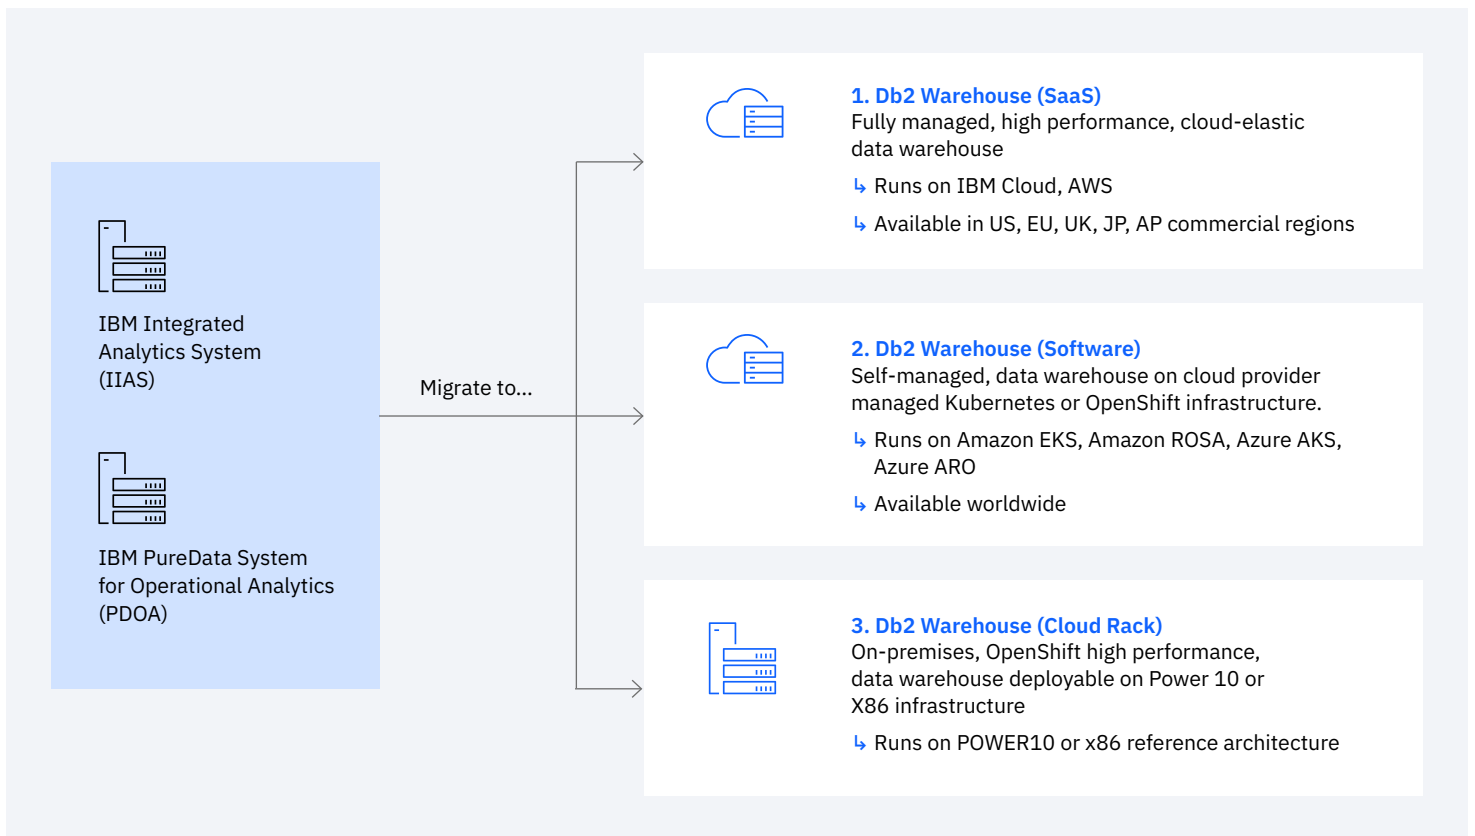 IBM Integrated
Analytics System
(IIAS)
IBM PureData System
for Operational Analytics
(PDOA)
Migrate to...
1. Db2 Warehouse (SaaS)
Fully managed, high performance, cloud-elastic
data warehouse
↳ Runs on IBM Cloud, AWS
↳ Available in US, EU, UK, JP, AP commercial regions
2. Db2 Warehouse (Software)
Self-managed, data warehouse on cloud provider
managed Kubernetes or OpenShift infrastructure.
↳ Runs on Amazon EKS, Amazon ROSA, Azure AKS,
Azure ARO
↳ Available worldwide
3. Db2 Warehouse (Cloud Rack)
On-premises, OpenShift high performance,
data warehouse deployable on Power 10 or
X86 infrastructure
↳ Runs on POWER10 or x86 reference architecture